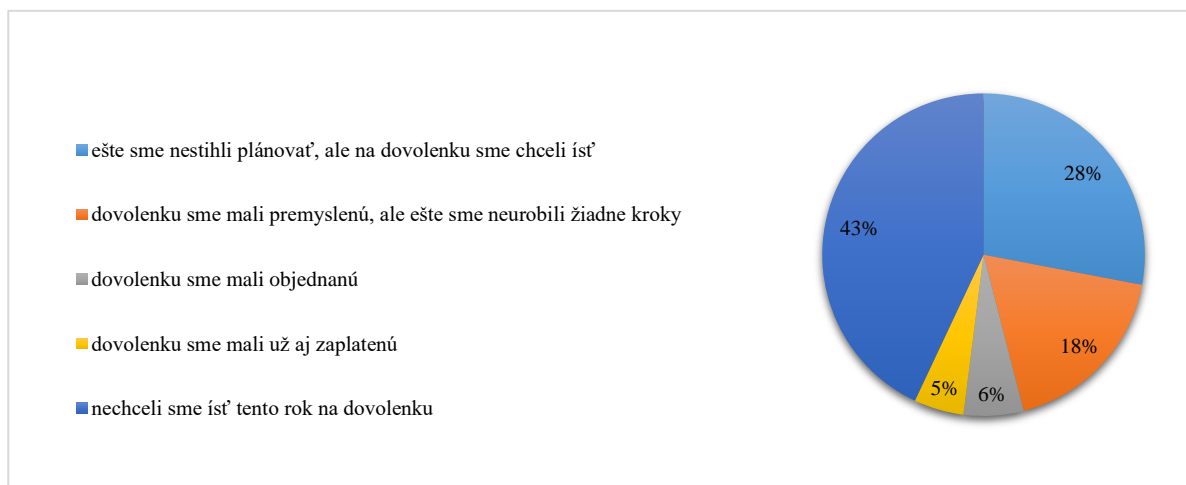 ešte sme nestihli plánovať, ale na dovolenku sme chceli ísť
dovolenku sme mali premyslenú, ale ešte sme neurobili žiadne kroky
dovolenku sme mali objednanú
dovolenku sme mali už aj zaplatenú
nechceli sme ísť tento rok na dovolenku
28%
18%
6%
5%
43%